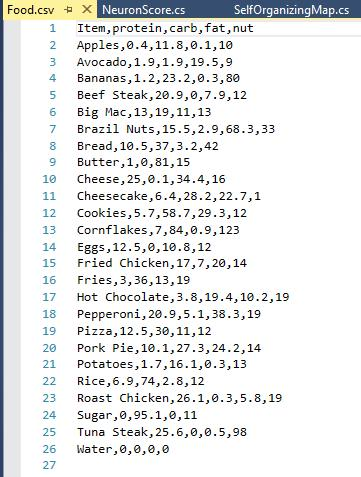 Food.csv NeuronScore.cs SelfOrganizingMap.cs
1 Item,protein,carb,fat,nut
2 Apples,0.4,11.8,0.1,10
3 Avocado,1.9,1.9,19.5,9
4 Bananas,1.2,23.2,0.3,80
5 Beef Steak,20.9,0,7.9,12
6 Big Mac,13,19,11,13
7 Brazil Nuts,15.5,2.9,68.3,33
8 Bread,10.5,37,3.2,42
9 Butter,1,0,81,15
10 Cheese,25,0.1,34.4,16
11 Cheesecake,6.4,28.2,22.7,1
12 Cookies,5.7,58.7,29.3,12
13 Cornflakes,7,84,0.9,123
14 Eggs,12.5,0,10.8,12
15 Fried Chicken,17,7,20,14
16 Fries,3,36,13,19
17 Hot Chocolate,3.8,19.4,10.2,19
18 Pepperoni,20.9,5.1,38.3,19
19 Pizza,12.5,30,11,12
20 Pork Pie,10.1,27.3,24.2,14
21 Potatoes,1.7,16.1,0.3,13
22 Rice,6.9,74,2.8,12
23 Roast Chicken,26.1,0.3,5.8,19
24 Sugar,0,95.1,0,11
25 Tuna Steak,25.6,0,0.5,98
26 Water,0,0,0,0
27